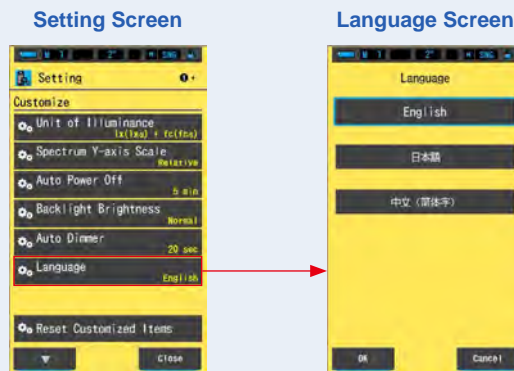 Setting Screen
Setting
Customize
Unit of Illuminance
lx(lxs) + fc(fcs)
Spectrum Y-axis Scale
Relative
Auto Power Off
5 min
Backlight Brightness
Normal
Auto Dimmer
20 sec
Language
English
Reset Customized Items
▼
Close
Language Screen
Language
English
日本語
中文（简体字）
OK
Cancel